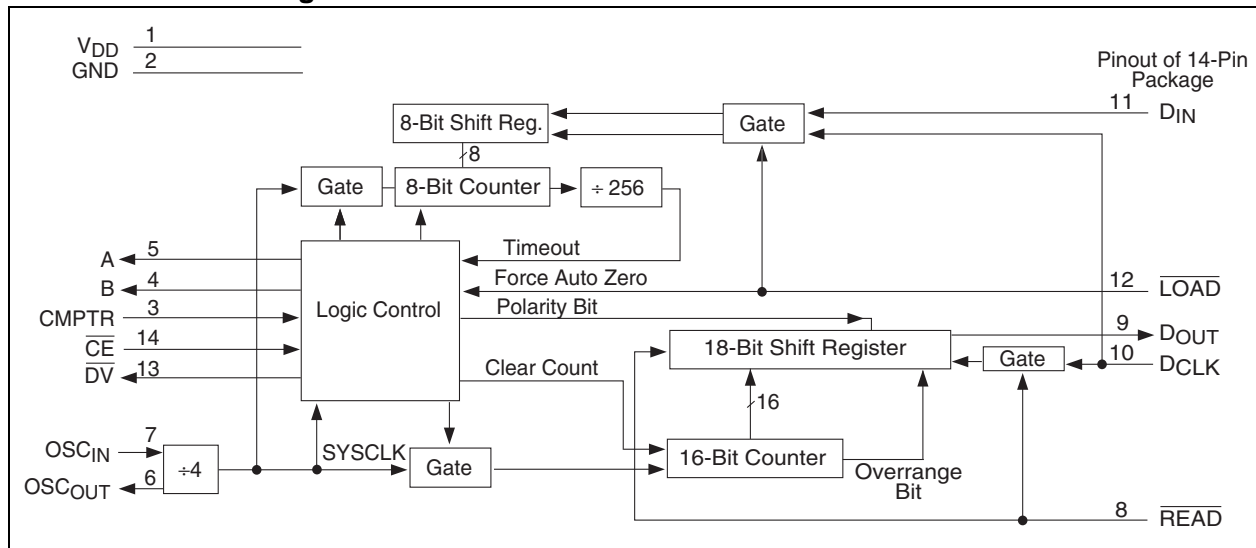 VDD 1
GND 2
Pinout of 14-Pin
Package
11 DIN
8-Bit Shift Reg.
Gate
8
Gate
8-Bit Counter
÷ 256
A 5
Timeout
B 4
Force Auto Zero
12 LOAD
CMPTR 3
Logic Control
Polarity Bit
9 DOUT
CE 14
18-Bit Shift Register
Gate
10 DCLK
DV 13
Clear Count
16
OSCIN 7
÷4
SYSCLK
Gate
16-Bit Counter
Overrange
Bit
OSCOUT 6
8 READ